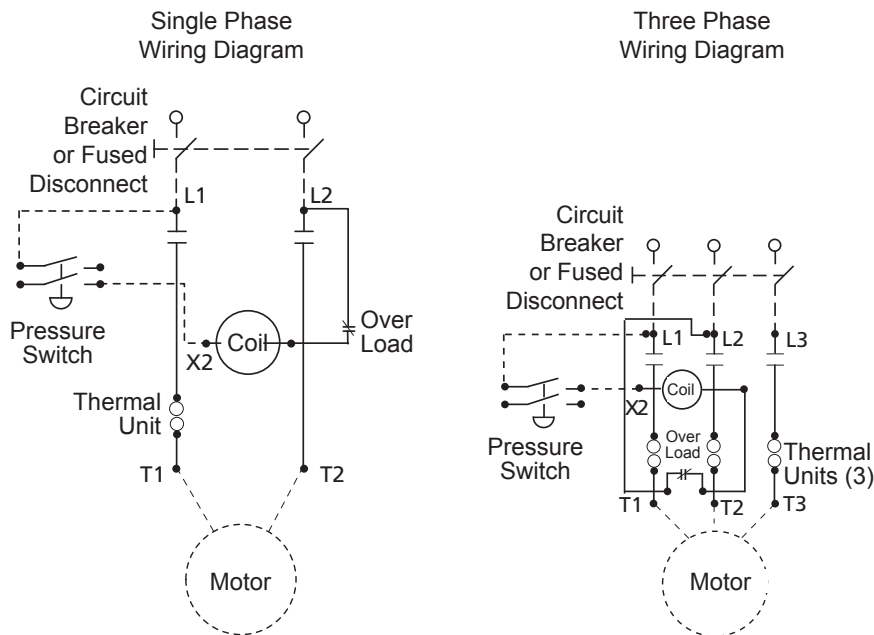 Single Phase
Wiring Diagram
Circuit
Breaker
or Fused
Disconnect
L1
L2
Pressure
Switch
X2
Coil
Over
Load
Thermal
Unit
T1
T2
Motor
Three Phase
Wiring Diagram
Circuit
Breaker
or Fused
Disconnect
L1
L2
L3
Pressure
Switch
X2
Coil
Over
Load
Thermal
Units (3)
T1
T2
T3
Motor